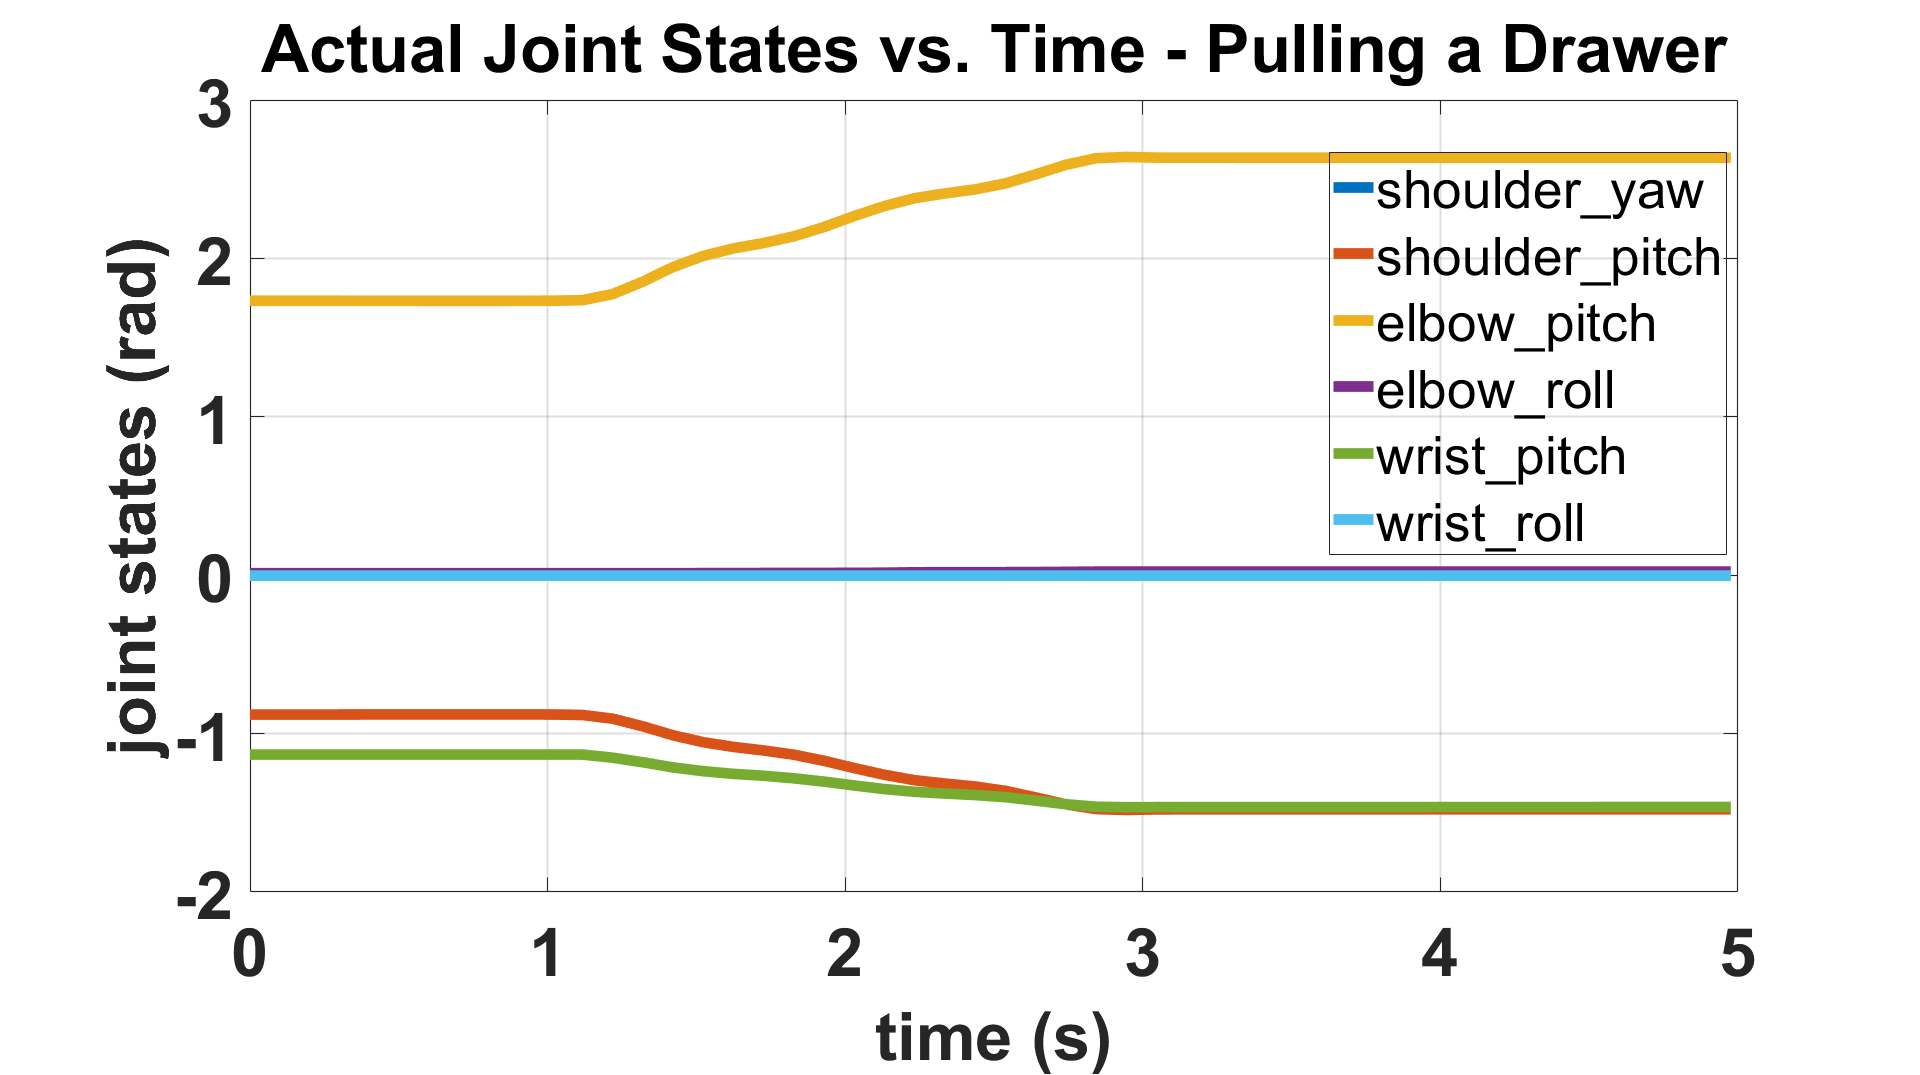 Actual Joint States vs. Time - Pulling a Drawer
3
2
1
0
-1
-2
joint states (rad)
shoulder_yaw
shoulder_pitch
elbow_pitch
elbow_roll
wrist_pitch
wrist_roll
0 1 2 3 4 5
time (s)